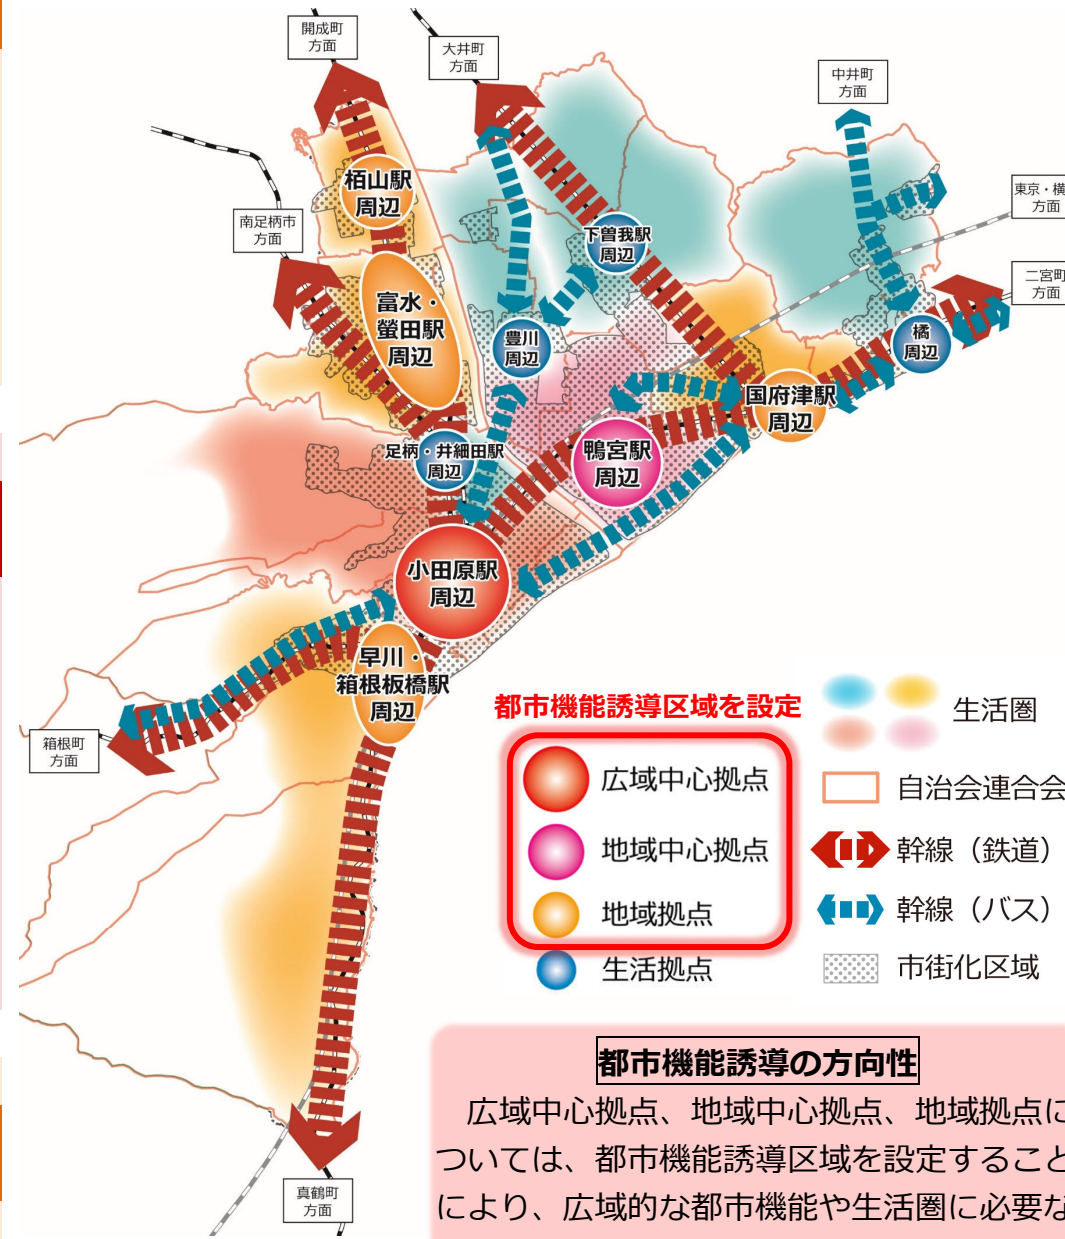 開成町
方面
大井町
方面
中井町
方面
東京・横
方面
南足柄市
方面
二宮町
方面
栢山駅
周辺
下曽我駅
周辺
富水・
螢田駅
周辺
豊川
周辺
橘
周辺
国府津駅
周辺
足柄・井細田駅
周辺
鴨宮駅
周辺
小田原駅
周辺
早川・
箱根板橋駅
周辺
箱根町
方面
真鶴町
方面
都市機能誘導区域を設定
広域中心拠点
地域中心拠点
地域拠点
生活拠点
生活圏
自治会連合会
幹線（鉄道）
幹線（バス）
市街化区域
都市機能誘導の方向性
広域中心拠点、地域中心拠点、地域拠点に
ついては、都市機能誘導区域を設定すること
により、広域的な都市機能や生活圏に必要な